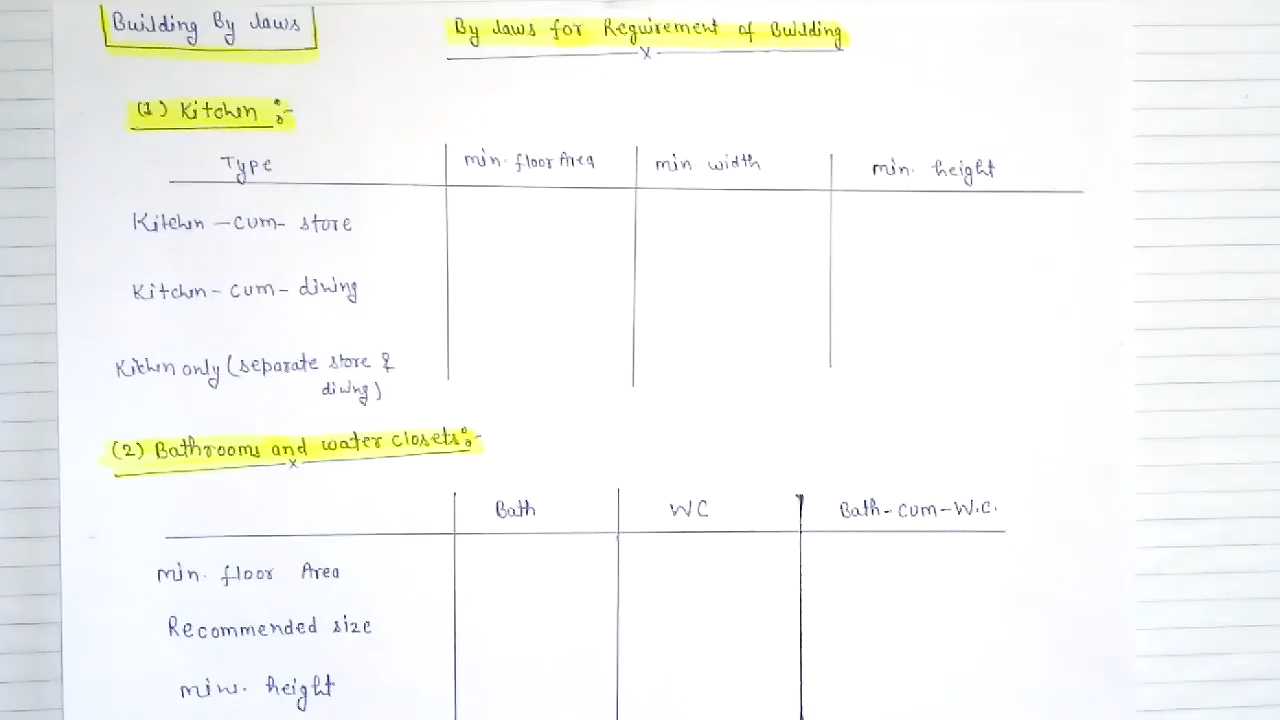 Building By laws
By laws for Requirement of Building
x
(1) Kitchen :-
Type min. floor Area min. width min. height
Kitchen - cum - store
Kitchen - cum - dining
Kitchen only (separate store &
dining)
(2) Bathrooms and water closets :-
x
Bath WC Bath - cum - W.C.
min. floor Area
Recommended size
min. height